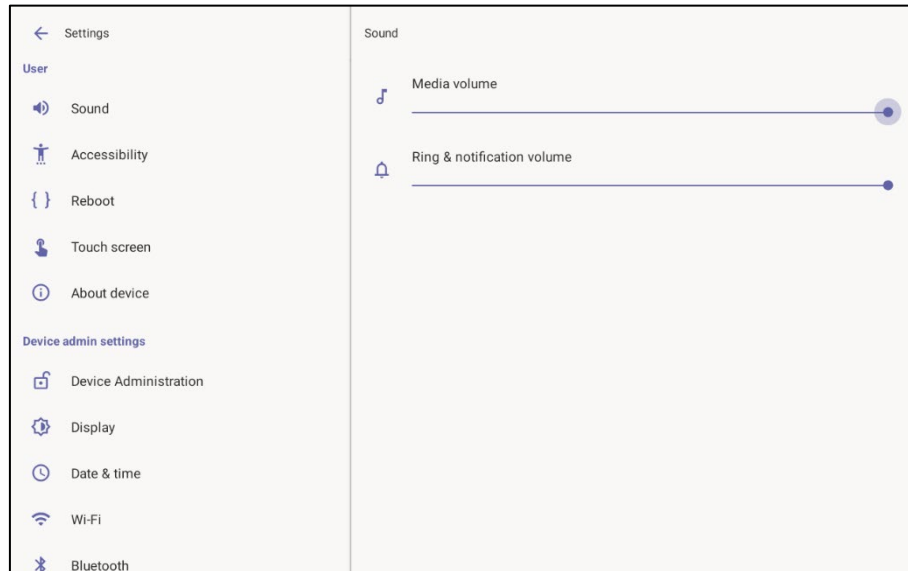 Settings
User
Sound
Accessibility
Reboot
Touch screen
About device
Device admin settings
Device Administration
Display
Date & time
Wi-Fi
Bluetooth
Sound
Media volume
Ring & notification volume